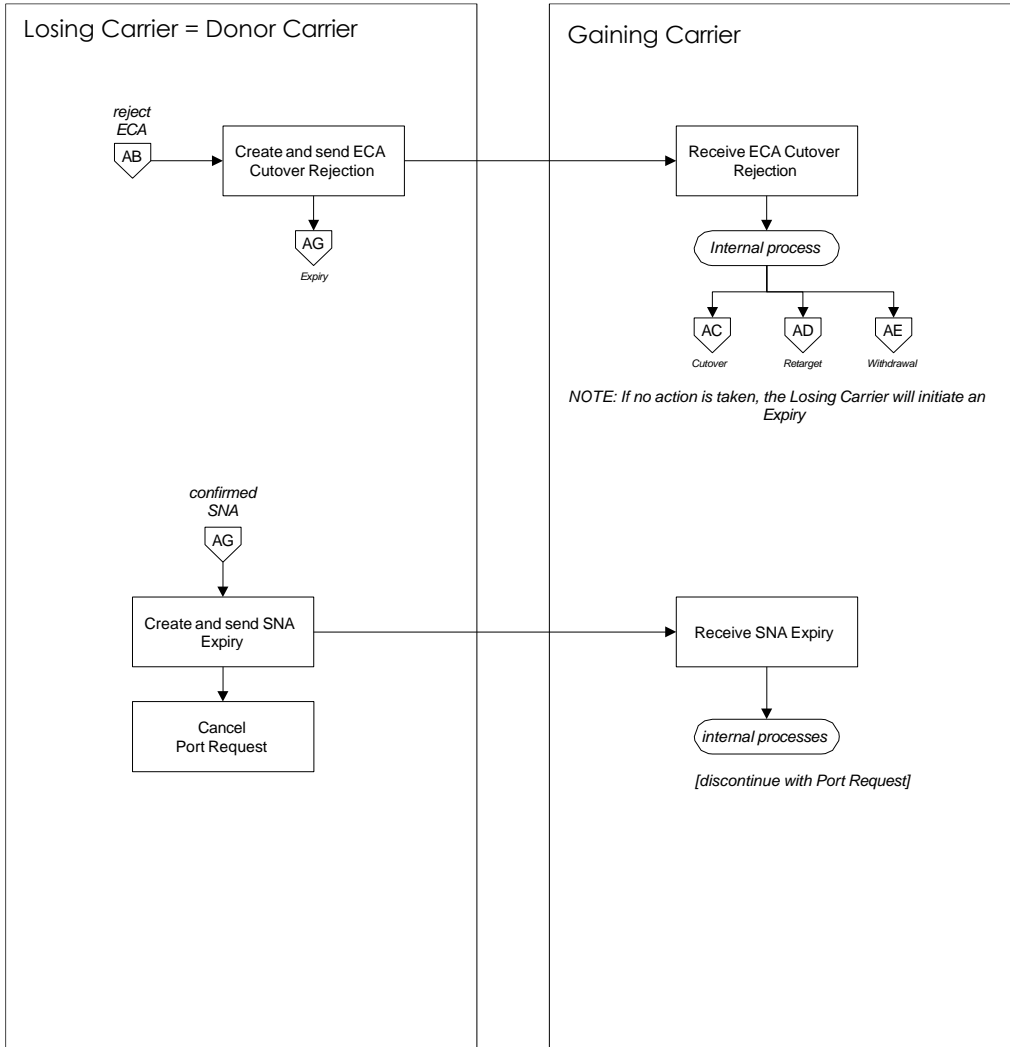 Losing Carrier = Donor Carrier
Gaining Carrier
reject
ECA
AB
Create and send ECA
Cutover Rejection
Receive ECA Cutover
Rejection
AG
Expiry
Internal process
AC
AD
AE
Cutover
Retarget
Withdrawal
NOTE: If no action is taken, the Losing Carrier will initiate an
Expiry
confirmed
SNA
AG
Create and send SNA
Expiry
Receive SNA Expiry
Cancel
Port Request
internal processes
[discontinue with Port Request]